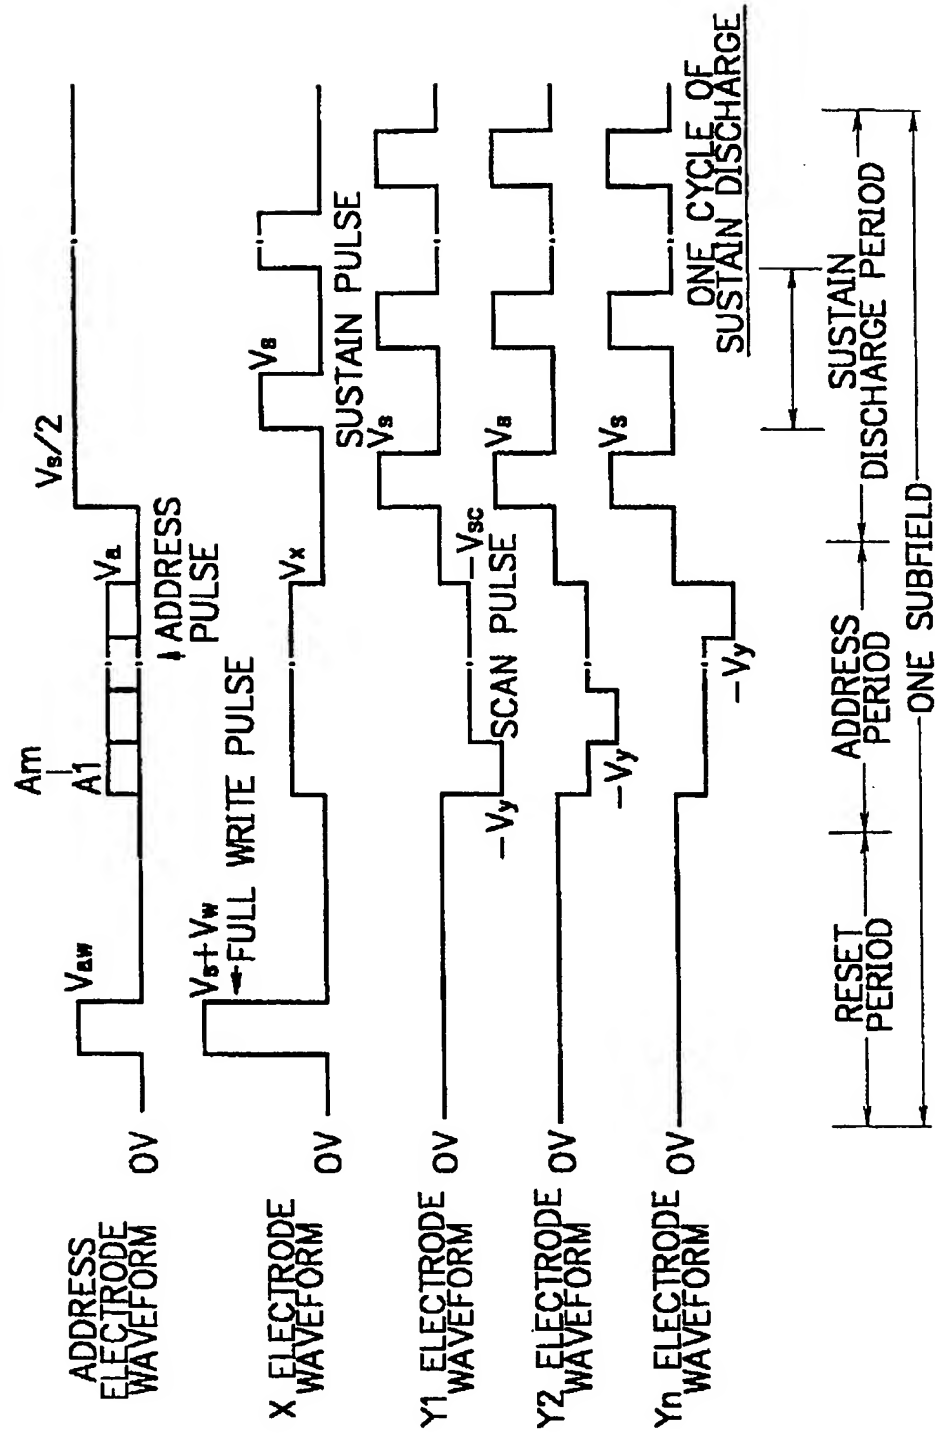 ADDRESS
ELECTRODE
WAVEFORM
0V
Vaw
Am
A1
Va
ADDRESS
PULSE
Vs/2
X ELECTRODE
WAVEFORM
0V
Vs+Vw
FULL WRITE PULSE
Vx
Vs
SUSTAIN PULSE
Y1 ELECTRODE
WAVEFORM
0V
-Vy
SCAN PULSE
-Vsc
Vs
Y2 ELECTRODE
WAVEFORM
0V
-Vy
Vs
Yn ELECTRODE
WAVEFORM
0V
-Vy
Vs
ONE CYCLE OF
SUSTAIN DISCHARGE
RESET
PERIOD
ADDRESS
PERIOD
SUSTAIN
DISCHARGE PERIOD
ONE SUBFIELD